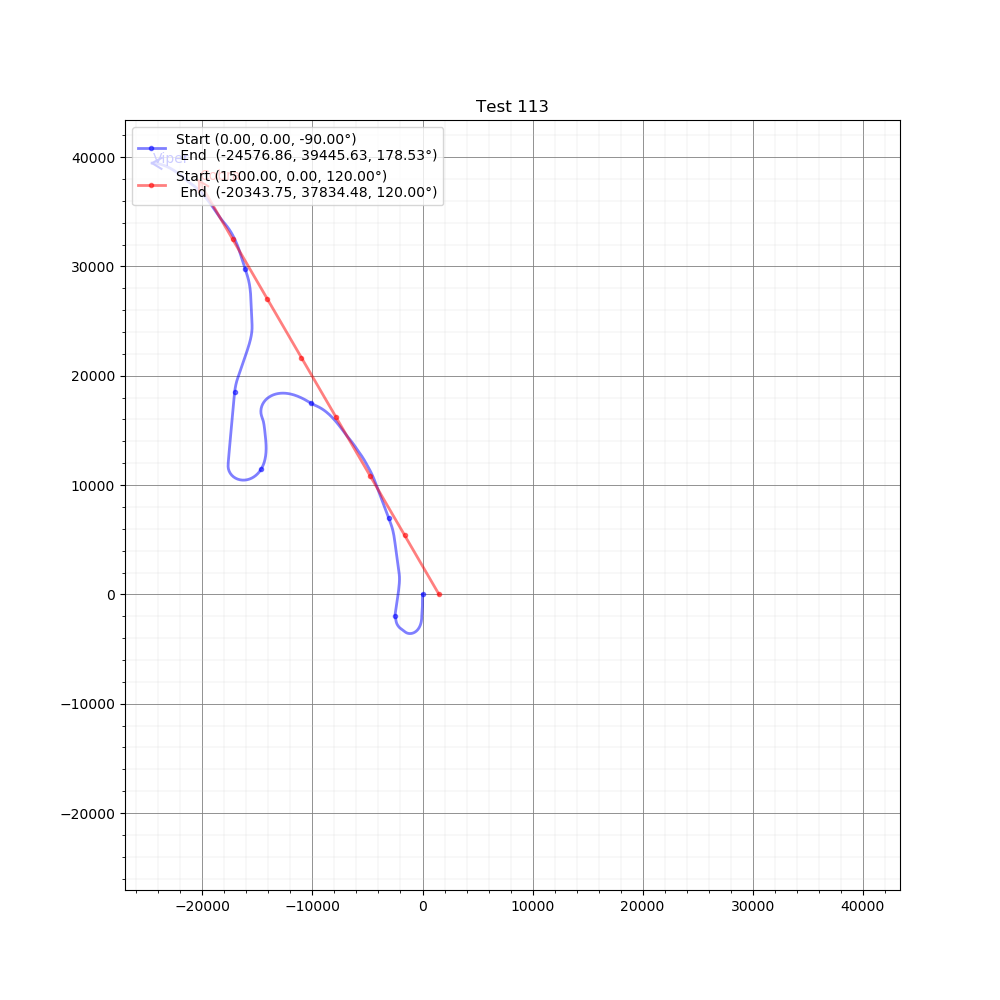 Test 113
Start (0.00, 0.00, -90.00°)
End (-24576.86, 39445.63, 178.53°)
Start (1500.00, 0.00, 120.00°)
End (-20343.75, 37834.48, 120.00°)
Viper
40000
30000
20000
10000
0
−10000
−20000
−20000 −10000 0 10000 20000 30000 40000